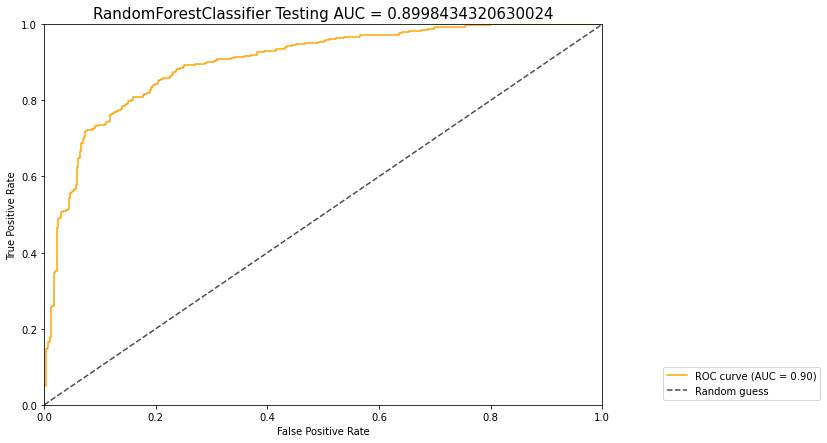 RandomForestClassifier Testing AUC = 0.8998434320630024
1.0
0.8
0.6
0.4
0.2
0.0
True Positive Rate
0.0 0.2 0.4 0.6 0.8 1.0
False Positive Rate
ROC curve (AUC = 0.90)
Random guess